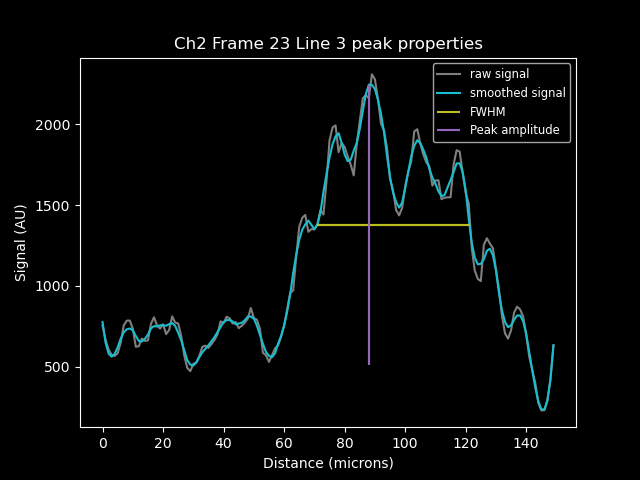 Ch2 Frame 23 Line 3 peak properties
raw signal
smoothed signal
FWHM
Peak amplitude
2000
1500
1000
500
Signal (AU)
0 20 40 60 80 100 120 140
Distance (microns)